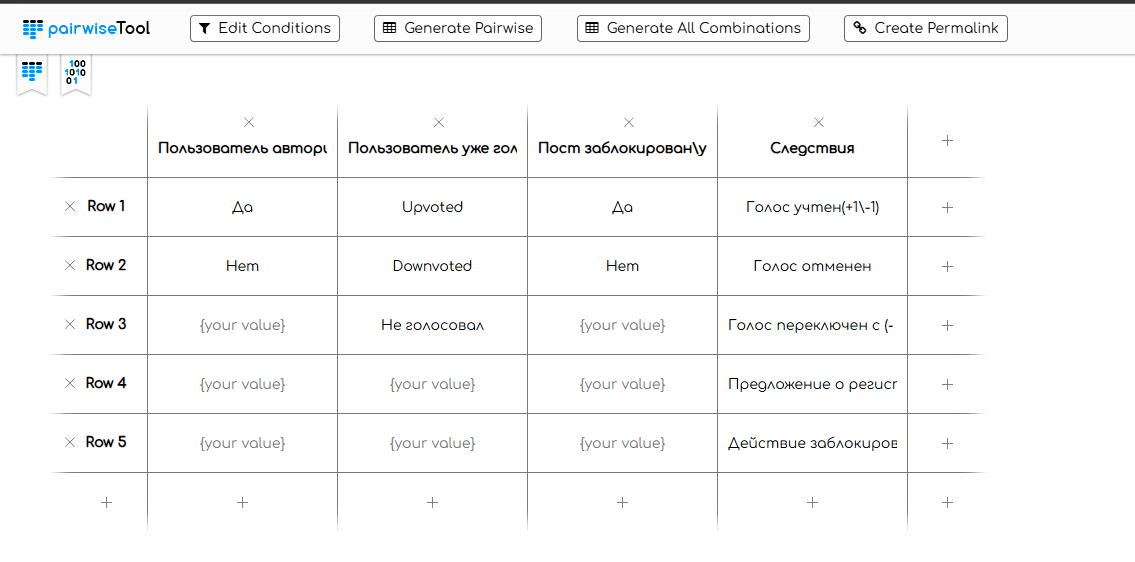 pairwiseTool Edit Conditions Generate Pairwise Generate All Combinations Create Permalink
100
1010
01
Пользователь автори Пользователь уже гол Пост заблокирован\у Следствия
Row 1 Да Upvoted Да Голос учтен(+1\-1)
Row 2 Нет Downvoted Нет Голос отменен
Row 3 {your value} Не голосовал {your value} Голос переключен с (-
Row 4 {your value} {your value} {your value} Предложение о регист
Row 5 {your value} {your value} {your value} Действие заблокиров